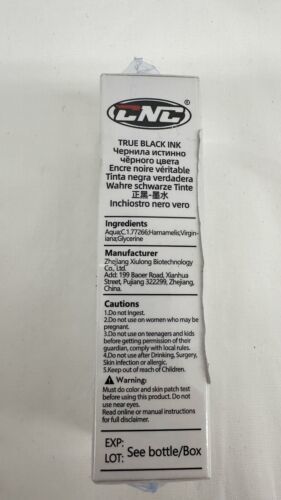 CNC®
TRUE BLACK INK
Чернила истинно
чёрного цвета
Encre noire véritable
Tinta negra verdadera
Wahre schwarze Tinte
正黑-墨水
Inchiostro nero vero
Ingredients
Aqua;C.1.77266;Hamamelis;Virgin-
iana;Glycerine
Manufacturer
Zhejiang Xiulong Biotechnology
Co., Ltd.
Add: 199 Baoer Road, Xianhua
Street, Pujiang 322299, Zhejiang,
China.
Cautions
1.Do not Ingest.
2.Do not use on women who may be
pregnant.
3.Do not use on teenagers and kids
before getting permission of their
guardian, comply with local rules.
4.Do not use after Drinking, Surgery,
Skin infection or allergic.
5.Keep out of reach of Children.
Warning:
Must do color and skin patch test
before using this product. Do not
use near eyes.
Read online or manual instructions
for full disclaimer.
EXP:
LOT: See bottle/Box